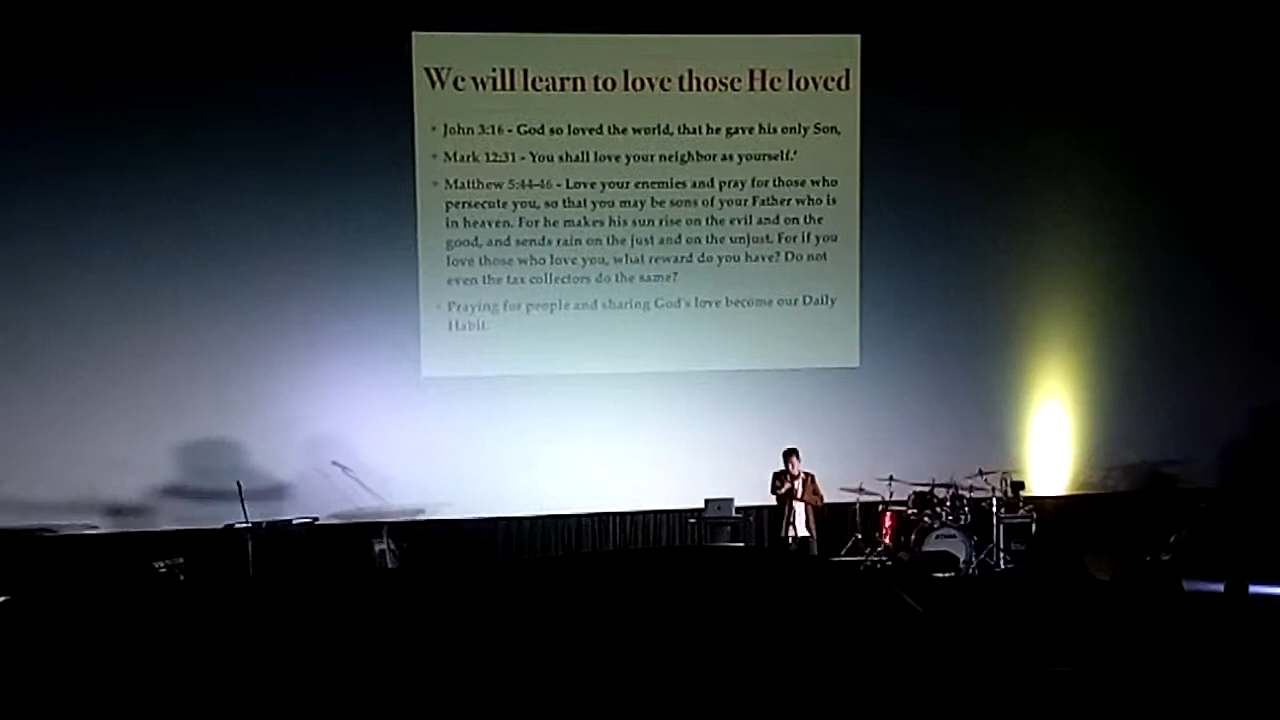 We will learn to love those He loved
• John 3:16 - God so loved the world, that he gave his only Son,
• Mark 12:31 - You shall love your neighbor as yourself.'
• Matthew 5:44-46 - Love your enemies and pray for those who
persecute you, so that you may be sons of your Father who is
in heaven. For he makes his sun rise on the evil and on the
good, and sends rain on the just and on the unjust. For if you
love those who love you, what reward do you have? Do not
even the tax collectors do the same?
• Praying for people and sharing God's love become our Daily
Habit.
TAMA